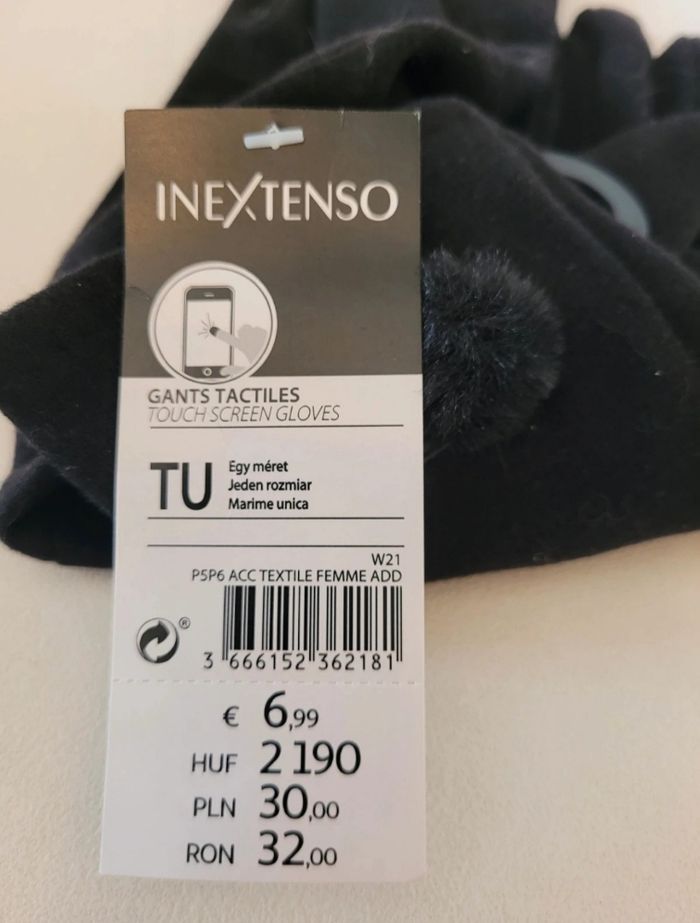 INEXTENSO
GANTS TACTILES
TOUCH SCREEN GLOVES
TU
Egy méret
Jeden rozmiar
Marime unica
W21
P5P6 ACC TEXTILE FEMME ADD
®
3 666152 362181
€ 6,99
HUF 2 190
PLN 30,00
RON 32,00